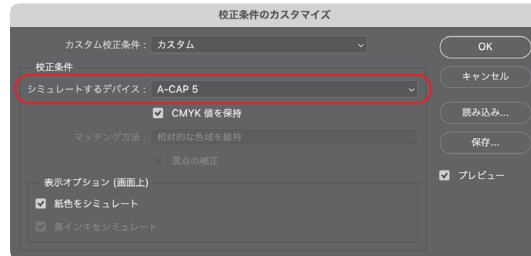 校正条件のカスタマイズ
カスタム校正条件： カスタム
OK
校正条件
キャンセル
シミュレートするデバイス： A-CAP 5
CMYK 値を保持
読み込み...
マッチング方法： 相対的な色域を維持
保存...
黒点の補正
プレビュー
表示オプション (画面上)
紙色をシミュレート
黒インキをシミュレート